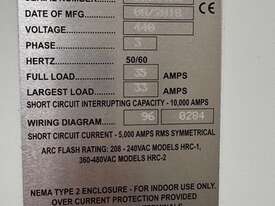 DATE OF MFG. 08/2018
VOLTAGE 440
PHASE 3
HERTZ 50/60
FULL LOAD 35 AMPS
LARGEST LOAD 33 AMPS
SHORT CIRCUIT INTERRUPTING CAPACITY - 10,000 AMPS
WIRING DIAGRAM 96 0284
SHORT CIRCUIT CURRENT - 5,000 AMPS RMS SYMMETRICAL
ARC FLASH RATING: 208 - 240VAC MODELS HRC-1,
360-480VAC MODELS HRC-2
NEMA TYPE 2 ENCLOSURE - FOR INDOOR USE ONLY.
OVER CURRENT PROTECTION PROVIDED
CE